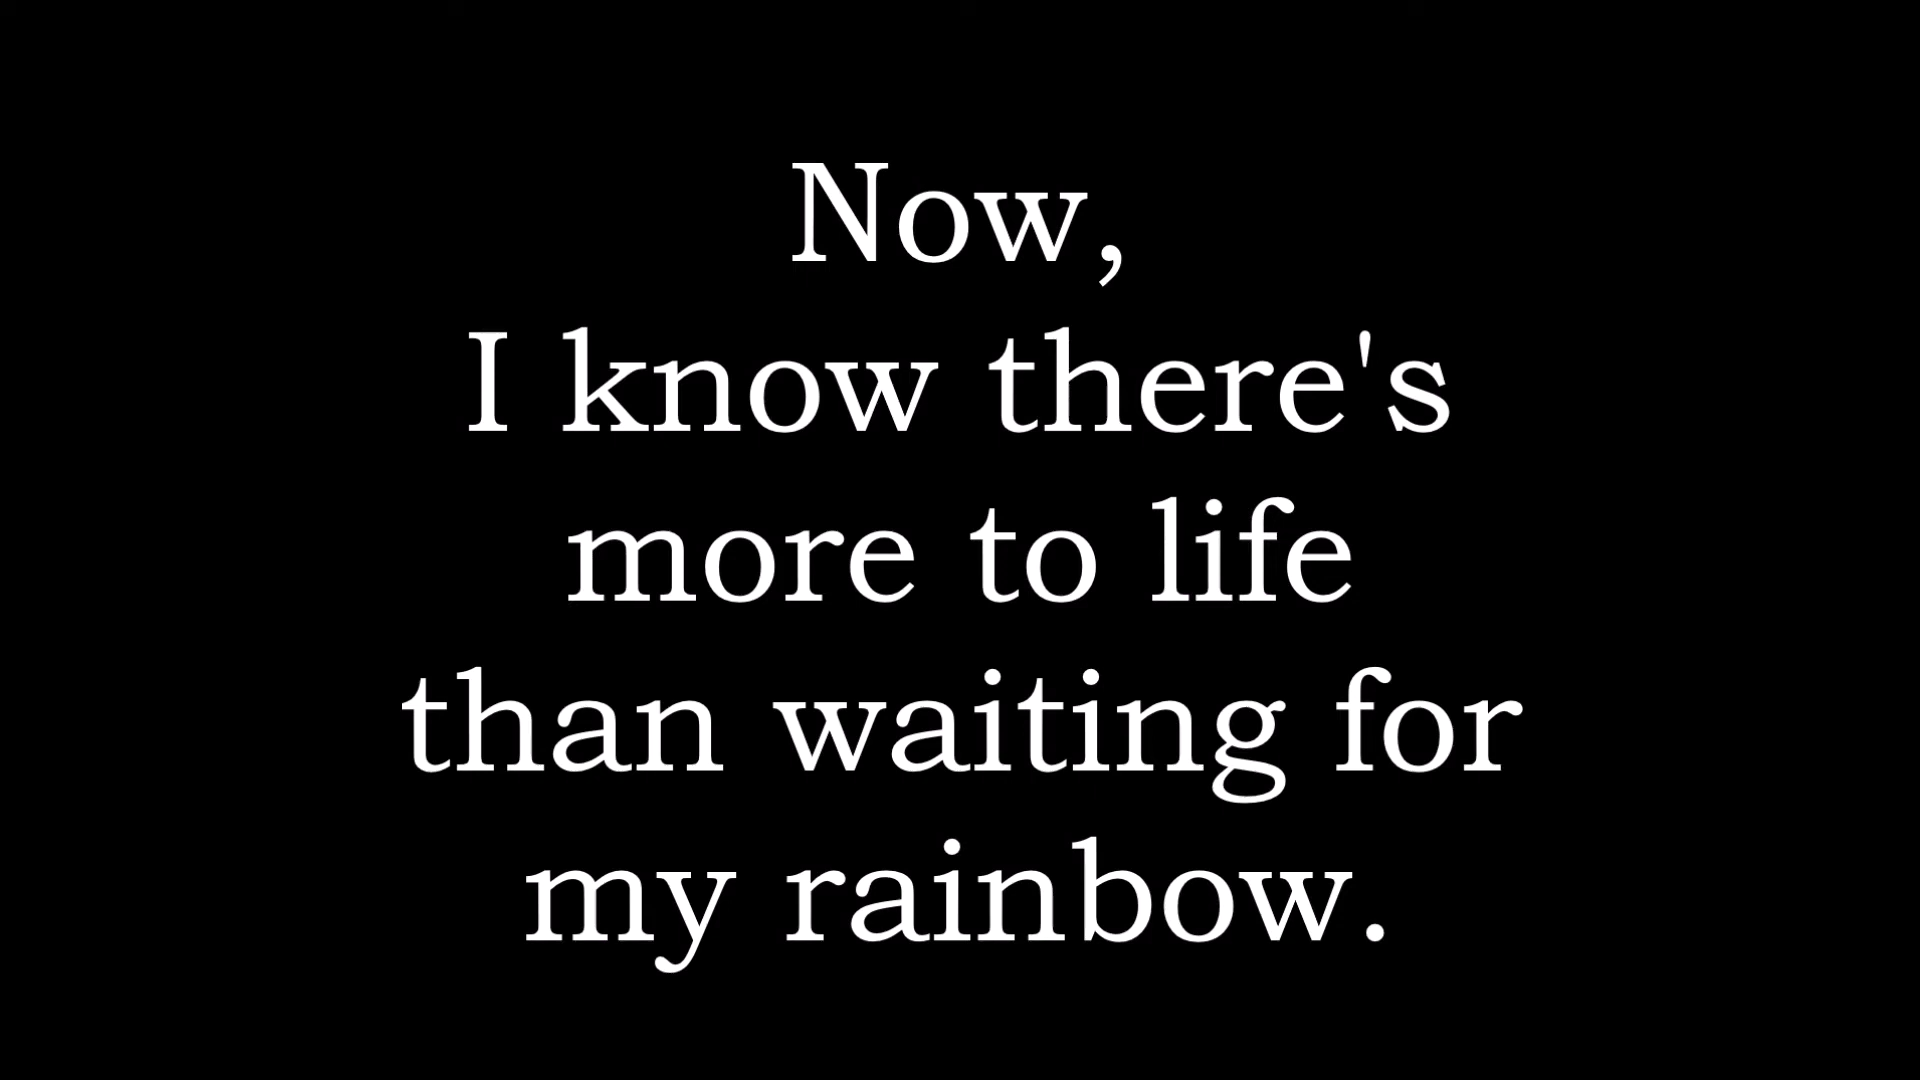 Now,
I know there's
more to life
than waiting for
my rainbow.